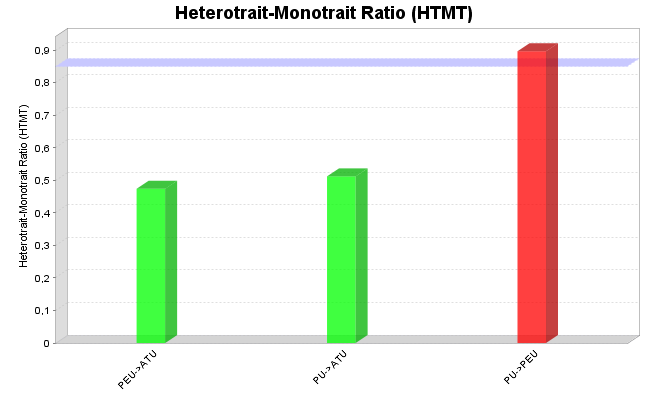 Heterotrait-Monotrait Ratio (HTMT)
Heterotrait-Monotrait Ratio (HTMT)
0,9
0,8
0,7
0,6
0,5
0,4
0,3
0,2
0,1
0
PEU->ATU
PU->ATU
PU->PEU